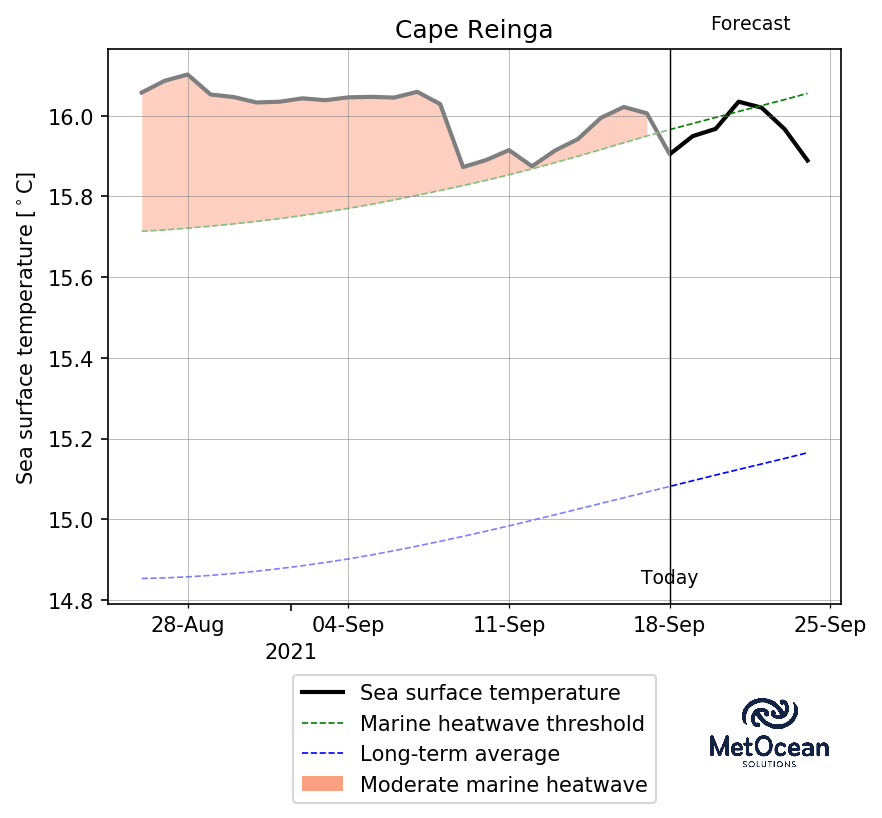 Cape Reinga
Forecast
Sea surface temperature [°C]
16.0
15.8
15.6
15.4
15.2
15.0
14.8
Today
28-Aug 04-Sep 11-Sep 18-Sep 25-Sep
2021
Sea surface temperature
Marine heatwave threshold
Long-term average
Moderate marine heatwave
MetOcean
SOLUTIONS